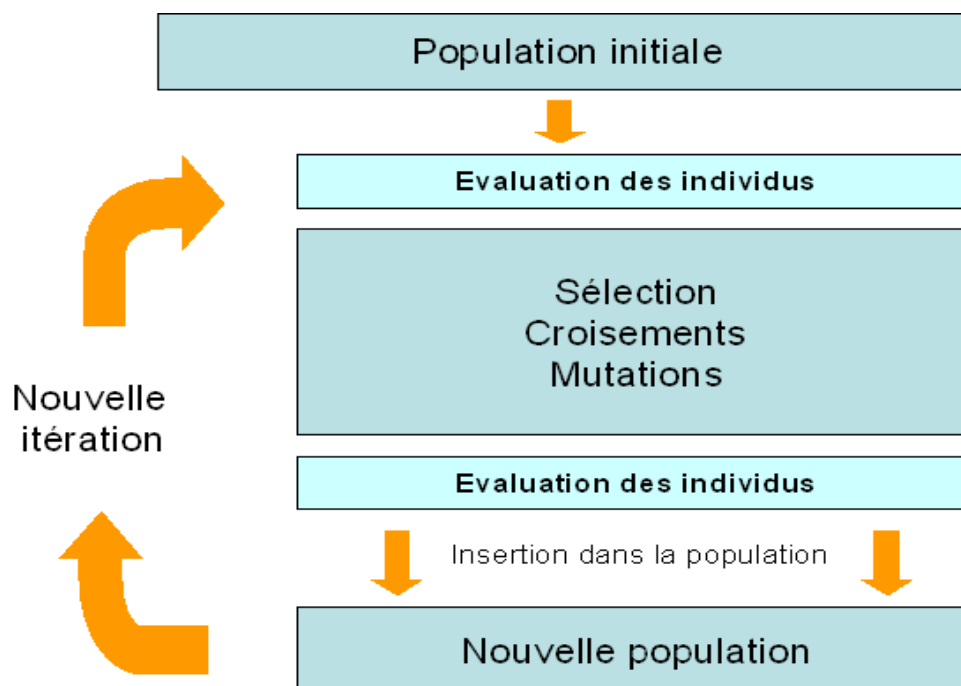 Population initiale
Evaluation des individus
Sélection
Croisements
Mutations
Nouvelle
itération
Evaluation des individus
Insertion dans la population
Nouvelle population